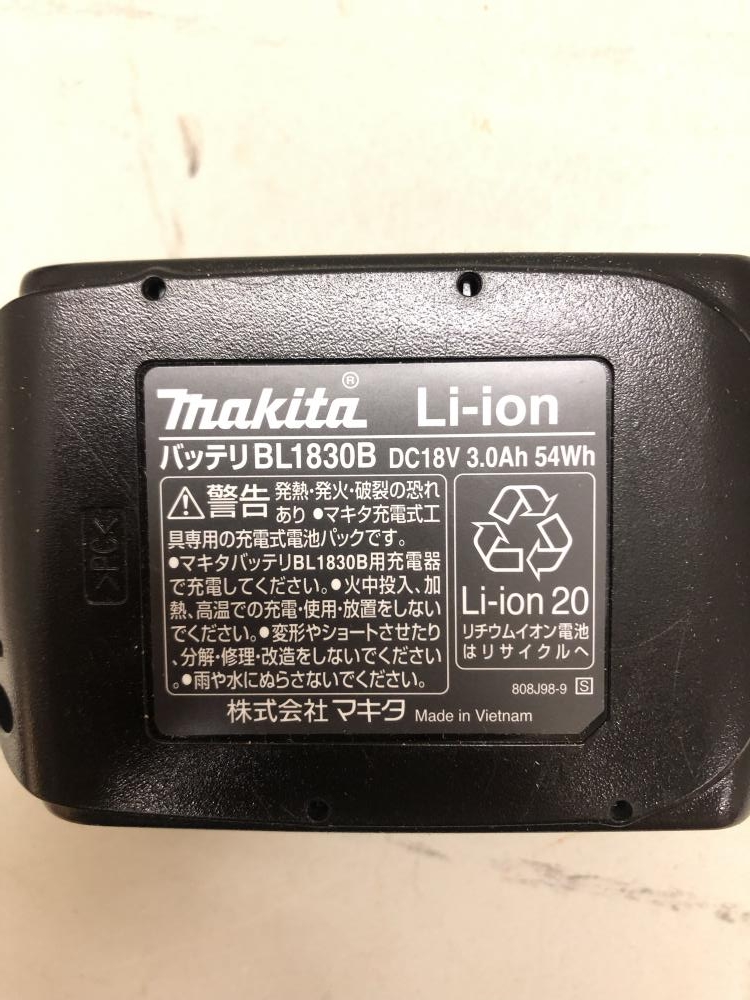 makita® Li-ion
バッテリ BL1830B DC18V 3.0Ah 54Wh
警告 発熱・発火・破裂の恐れ
あり ●マキタ充電式工
具専用の充電式電池パックです。
●マキタバッテリBL1830B用充電器
で充電してください。●火中投入、加
熱、高温での充電・使用・放置をしない
でください。●変形やショートさせたり
、分解・修理・改造をしないでください
。●雨や水にぬらさないでください。
Li-ion 20
リチウムイオン電池
はリサイクルへ
808J98-9 S
株式会社 マキタ Made in Vietnam
>PC<